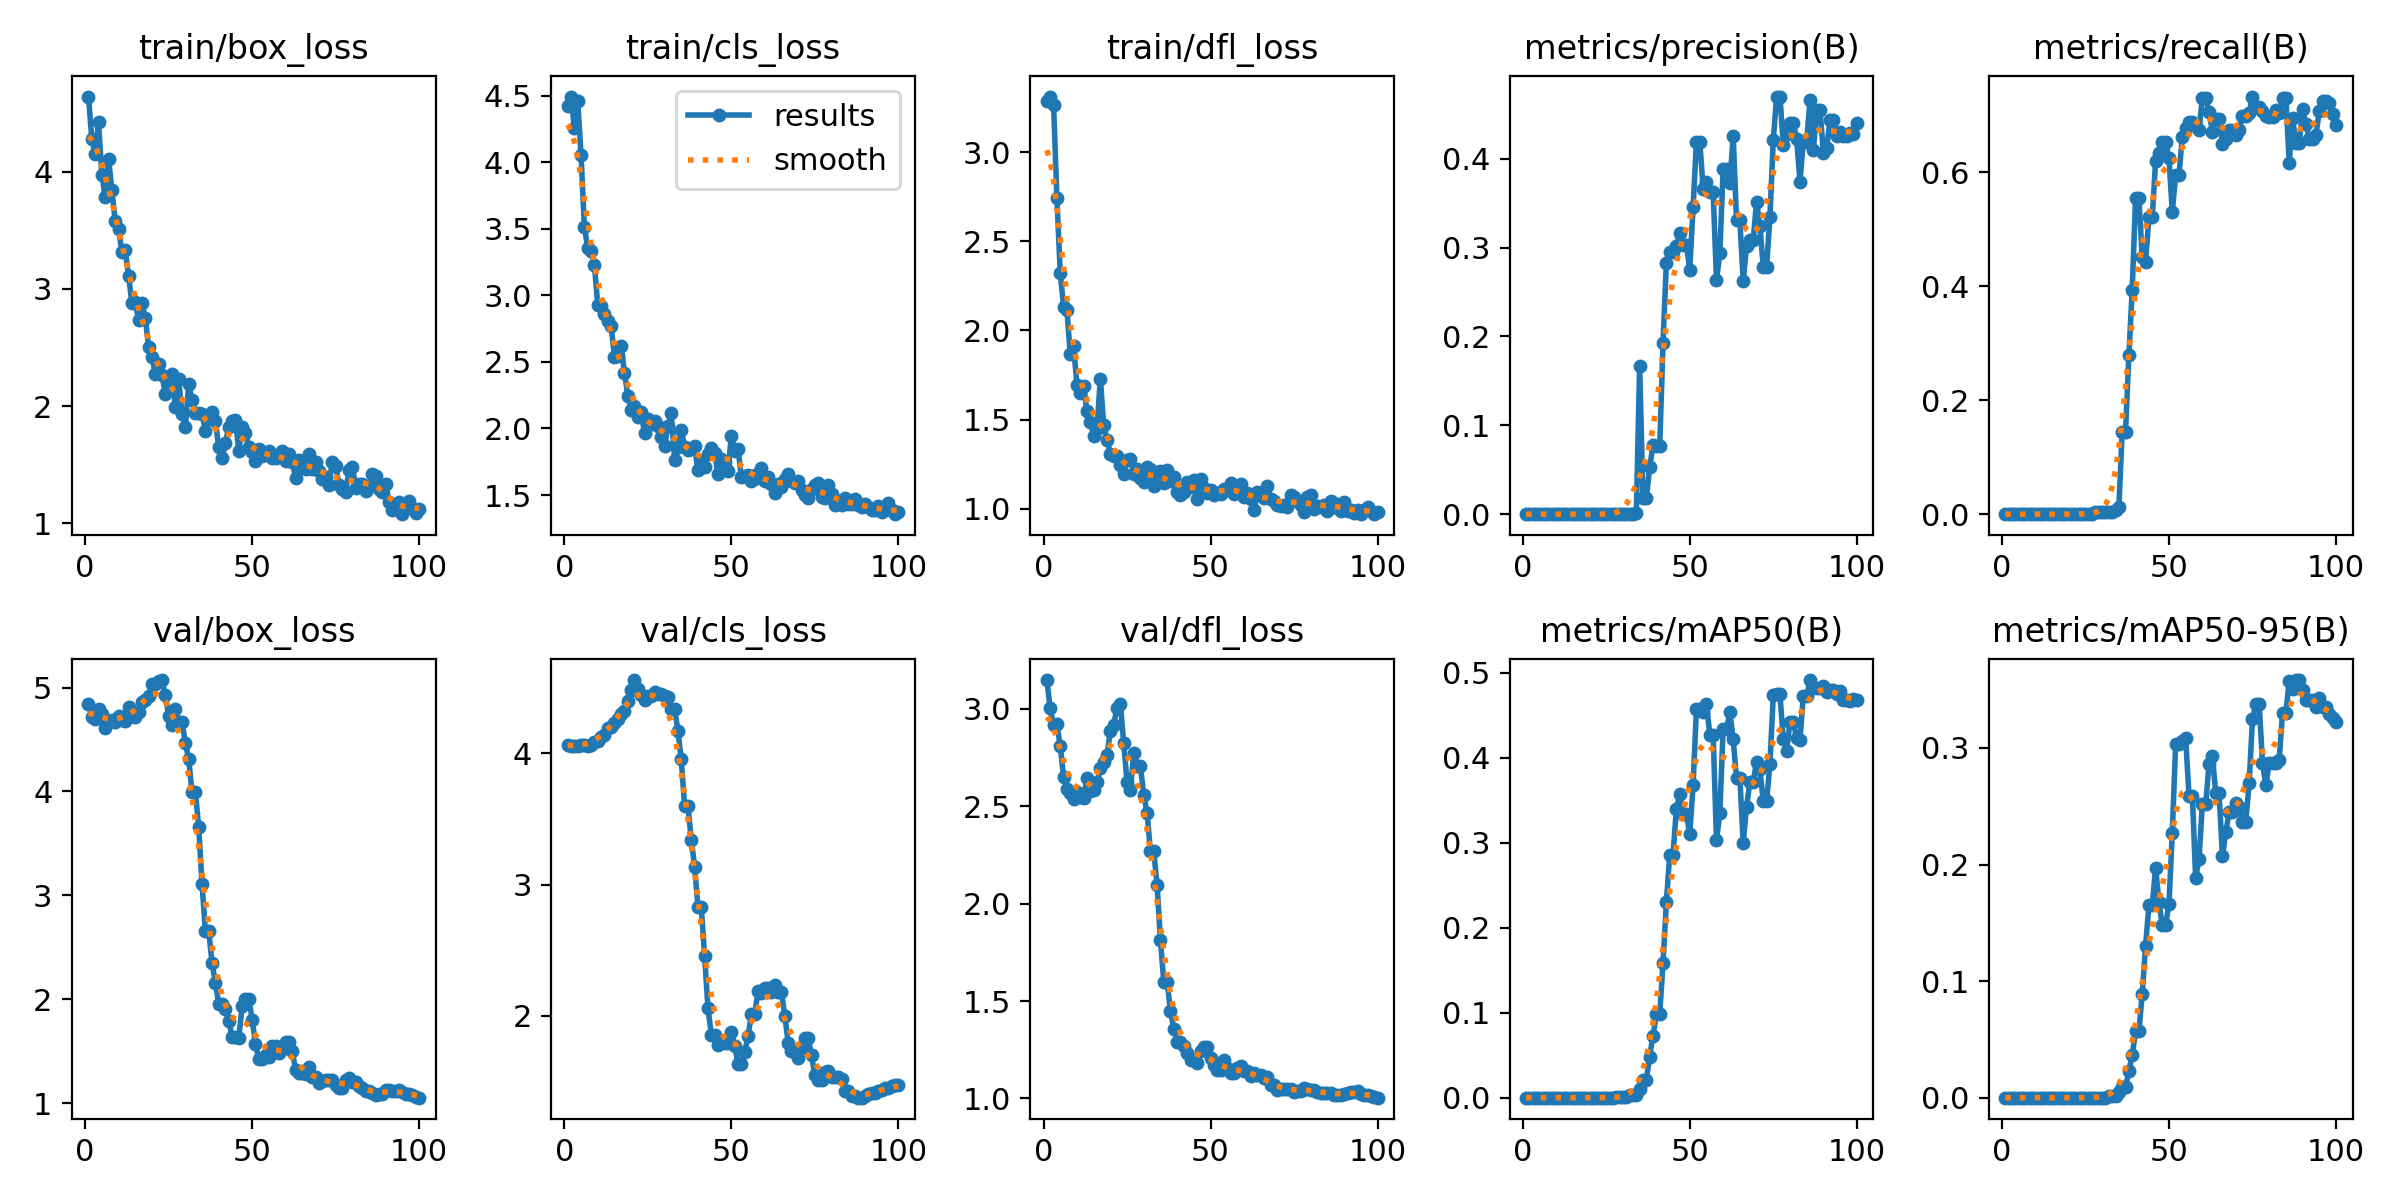 train/box_loss
4
3
2
1
0 50 100
train/cls_loss
results
smooth
4.5
4.0
3.5
3.0
2.5
2.0
1.5
0 50 100
train/dfl_loss
3.0
2.5
2.0
1.5
1.0
0 50 100
metrics/precision(B)
0.4
0.3
0.2
0.1
0.0
0 50 100
metrics/recall(B)
0.6
0.4
0.2
0.0
0 50 100
val/box_loss
5
4
3
2
1
0 50 100
val/cls_loss
4
3
2
0 50 100
val/dfl_loss
3.0
2.5
2.0
1.5
1.0
0 50 100
metrics/mAP50(B)
0.5
0.4
0.3
0.2
0.1
0.0
0 50 100
metrics/mAP50-95(B)
0.3
0.2
0.1
0.0
0 50 100